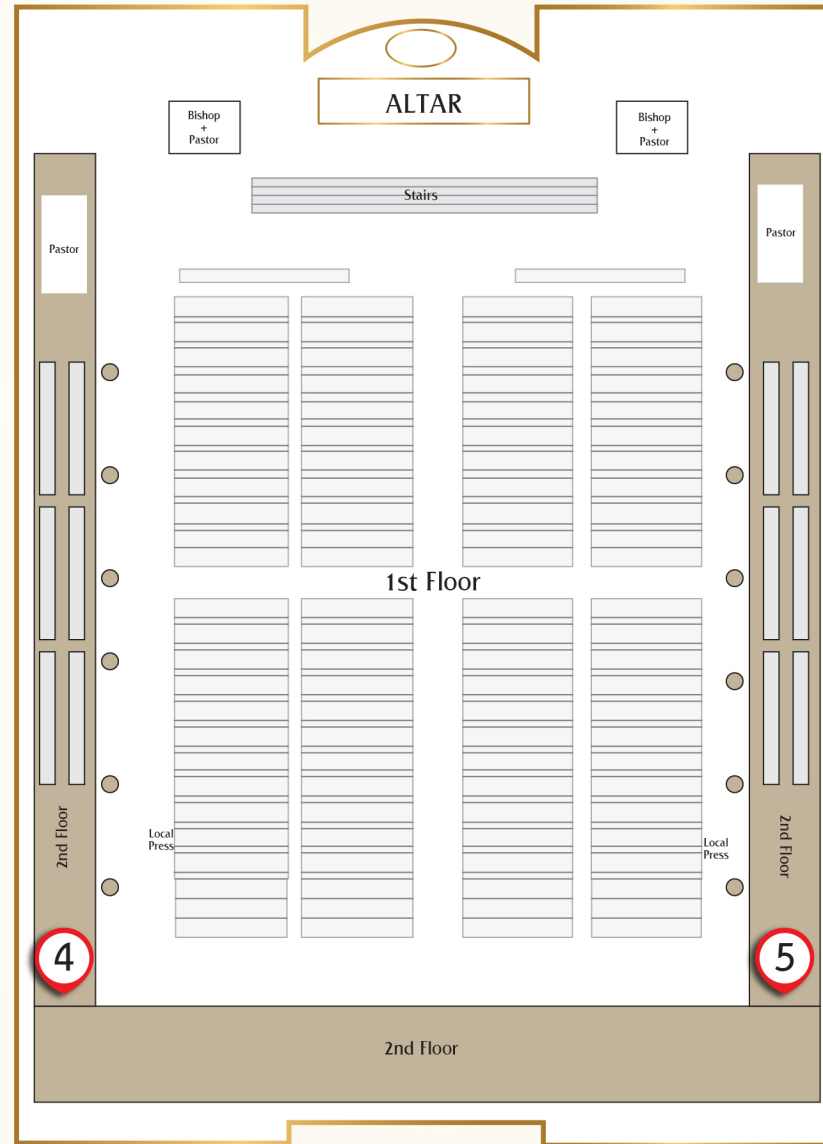 ALTAR
Bishop
+
Pastor
Bishop
+
Pastor
Stairs
Pastor
Pastor
1st Floor
Local
Press
Local
Press
2nd Floor
2nd Floor
4
5
2nd Floor